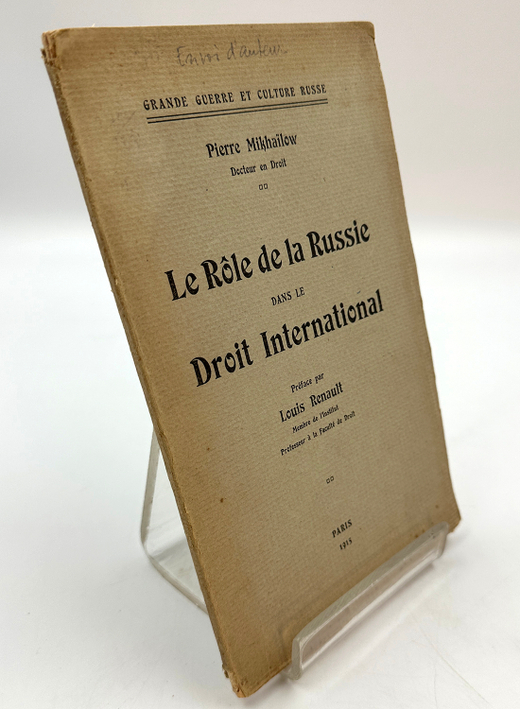 Envoi d'auteur
GRANDE GUERRE ET CULTURE RUSSE
Pierre Mikhaïlow
Docteur en Droit
Le Rôle de la Russie
DANS LE
Droit International
Préface par
Louis Renault
Membre de l'Institut
Professeur à la Faculté de Droit
PARIS
1915